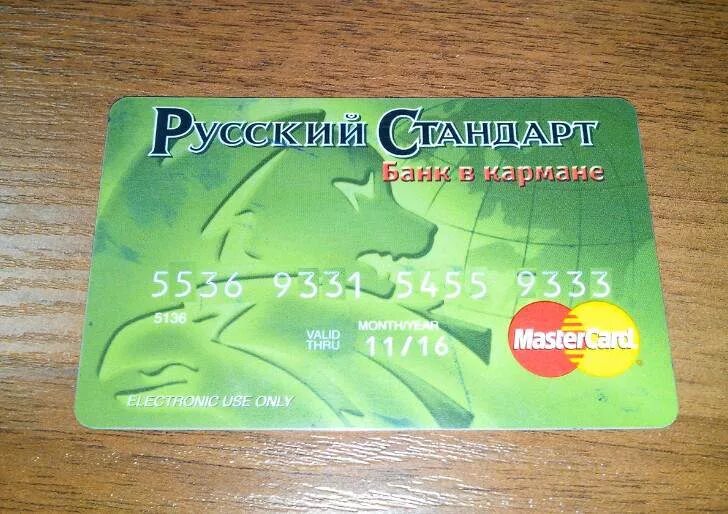 Русский Стандарт
Банк в кармане
5536 9331 5455 9333
5136
VALID THRU MONTH/YEAR
11/16
MasterCard
ELECTRONIC USE ONLY